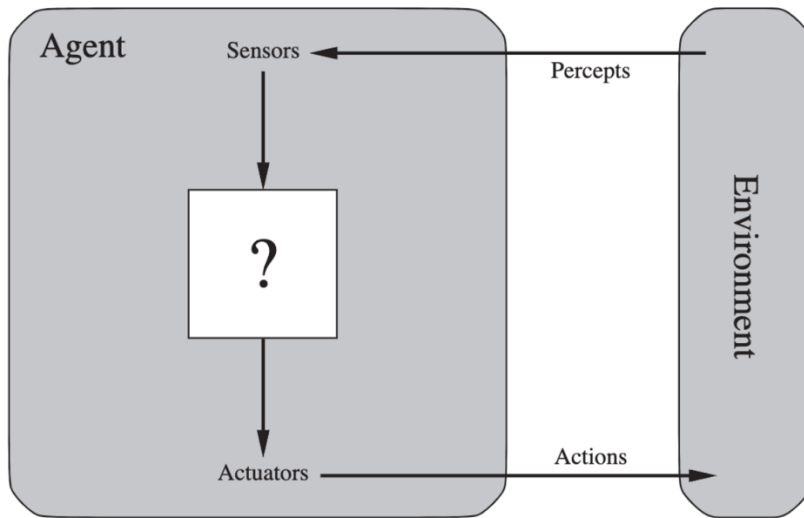 Agent
Sensors
Percepts
?
Environment
Actuators
Actions